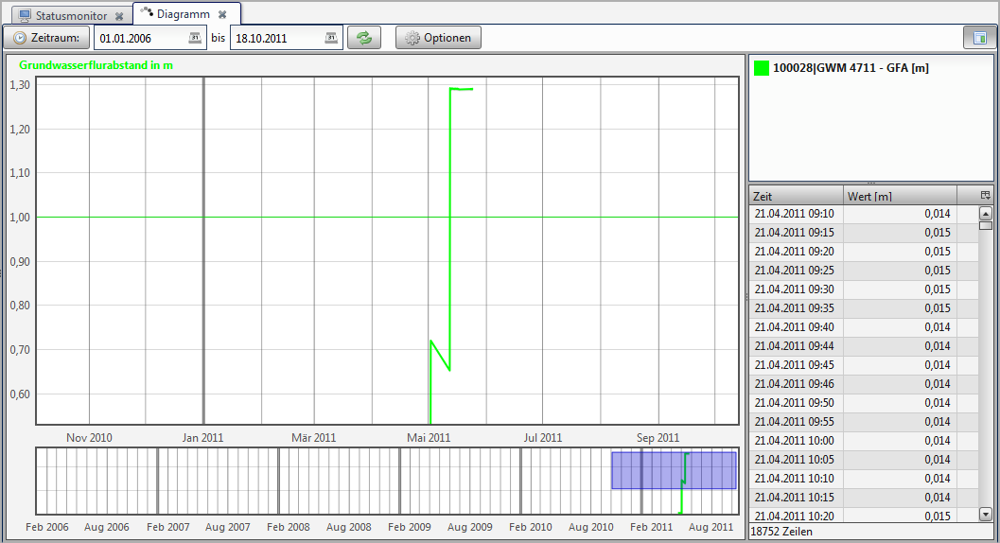 Statusmonitor
Diagramm
Zeitraum: 01.01.2006 31 bis 18.10.2011 31 Optionen
Grundwasserflurabstand in m
1,30
1,20
1,10
1,00
0,90
0,80
0,70
0,60
Nov 2010 Jan 2011 Mär 2011 Mai 2011 Jul 2011 Sep 2011
Feb 2006 Aug 2006 Feb 2007 Aug 2007 Feb 2008 Aug 2008 Feb 2009 Aug 2009 Feb 2010 Aug 2010 Feb 2011 Aug 2011
100028|GWM 4711 - GFA [m]
Zeit Wert [m]
21.04.2011 09:10 0,014
21.04.2011 09:15 0,015
21.04.2011 09:20 0,015
21.04.2011 09:25 0,015
21.04.2011 09:30 0,015
21.04.2011 09:35 0,015
21.04.2011 09:40 0,014
21.04.2011 09:44 0,014
21.04.2011 09:45 0,014
21.04.2011 09:46 0,014
21.04.2011 09:50 0,014
21.04.2011 09:55 0,014
21.04.2011 10:00 0,014
21.04.2011 10:05 0,014
21.04.2011 10:10 0,014
21.04.2011 10:15 0,014
21.04.2011 10:20 0,015
18752 Zeilen